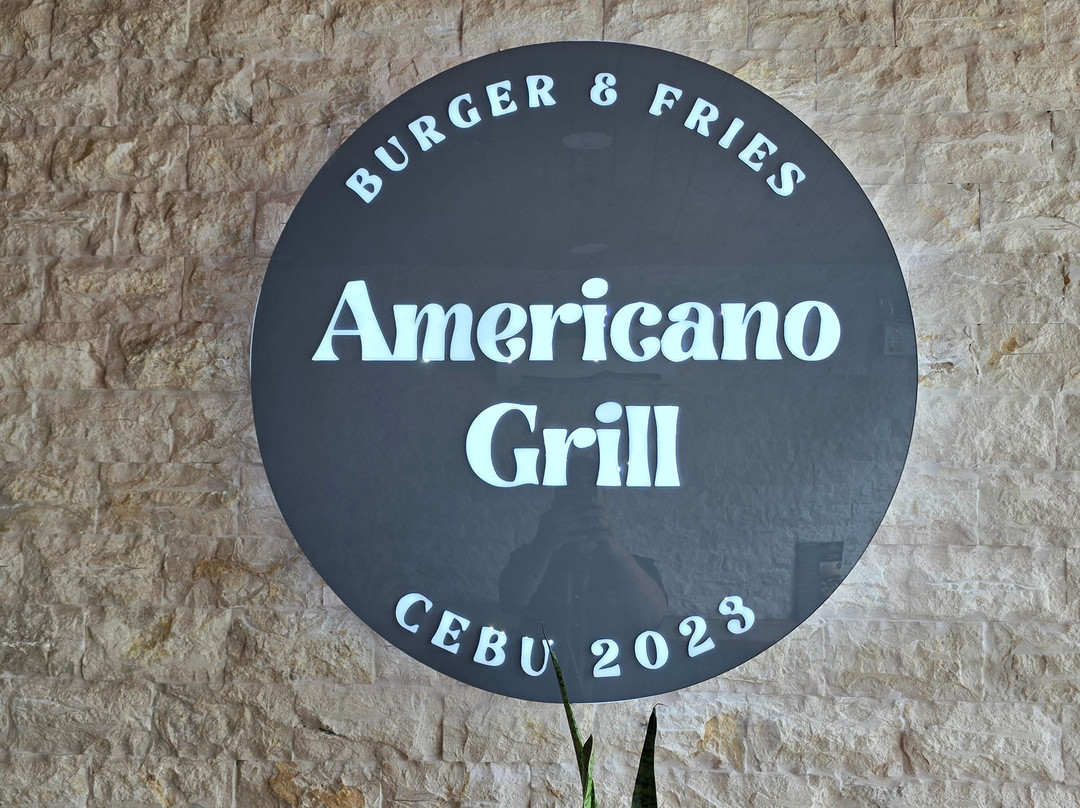 BURGER & FRIES
Americano
Grill
CEBU 2023